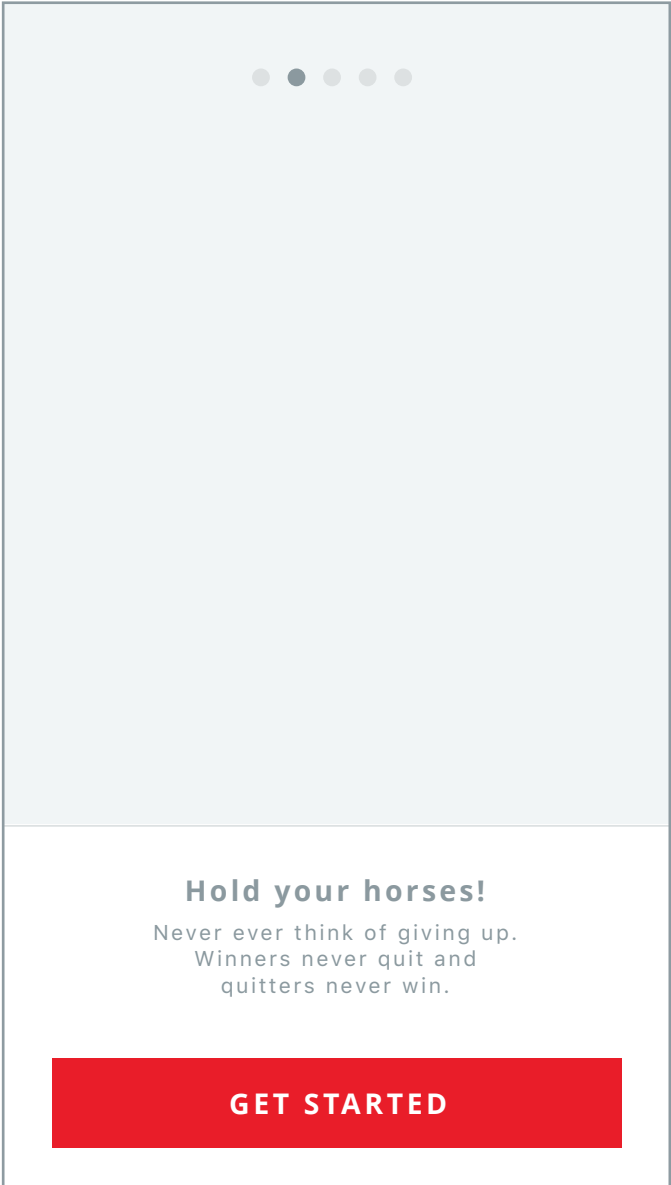 Hold your horses!
Never ever think of giving up.
Winners never quit and
quitters never win.
GET STARTED